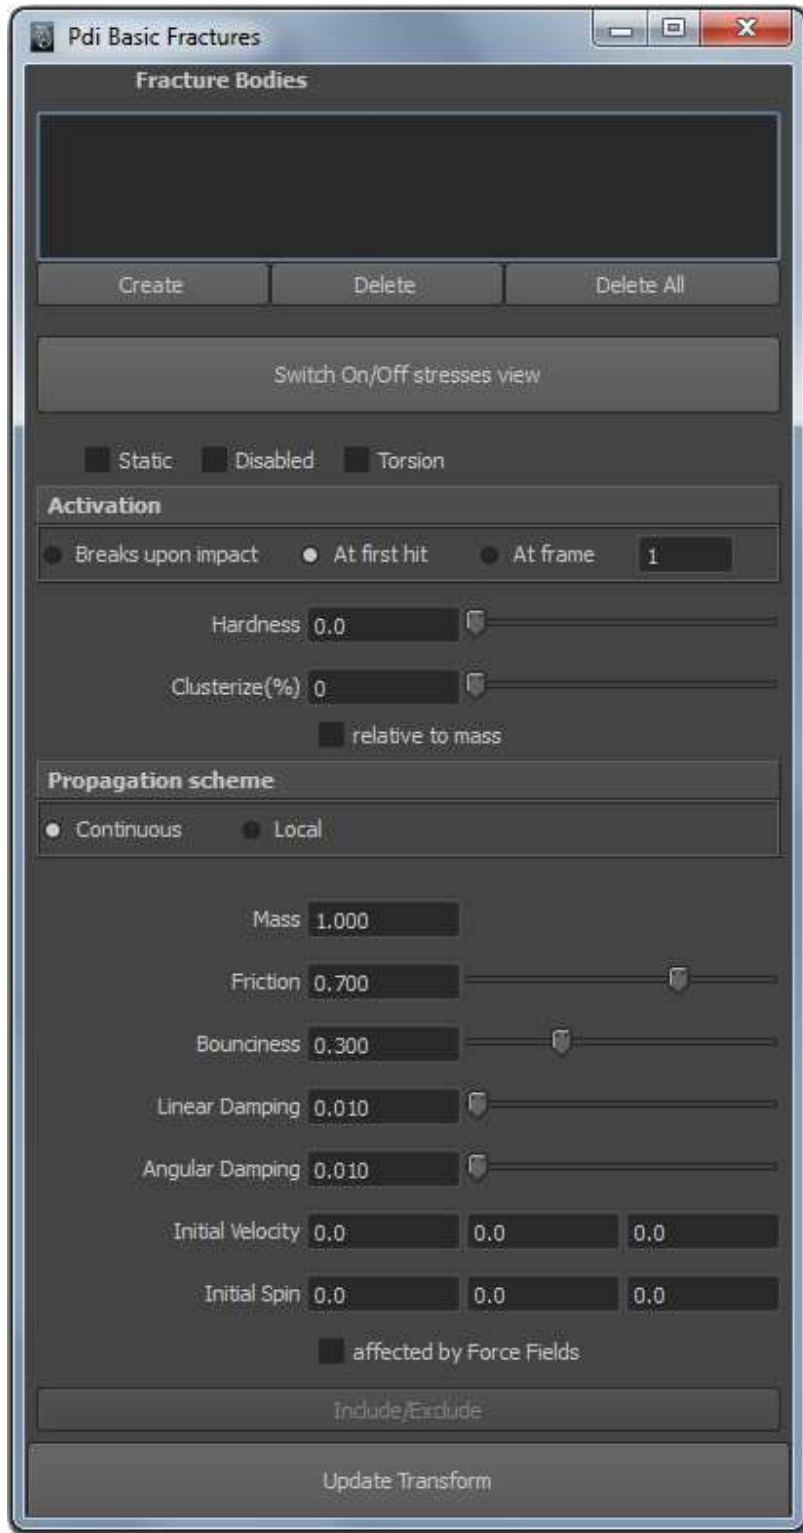 Pdi Basic Fractures
Fracture Bodies
Create Delete Delete All
Switch On/Off stresses view
Static Disabled Torsion
Activation
Breaks upon impact At first hit At frame 1
Hardness 0.0
Clusterize(%) 0
relative to mass
Propagation scheme
Continuous Local
Mass 1.000
Friction 0.700
Bounciness 0.300
Linear Damping 0.010
Angular Damping 0.010
Initial Velocity 0.0 0.0 0.0
Initial Spin 0.0 0.0 0.0
affected by Force Fields
Include/Exclude
Update Transform